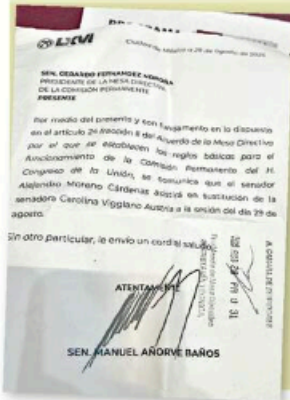 LXVI
Ciudad de México a 28 de agosto de 2025
SEN. GERARDO FERNÁNDEZ NOROÑA
PRESIDENTE DE LA MESA DIRECTIVA
DE LA COMISIÓN PERMANENTE
PRESENTE
Por medio del presente y con fundamento en lo dispuesto
en el artículo 2 fracción II del Acuerdo de la Mesa Directiva
por el que se establecen las reglas básicas para el
funcionamiento de la Comisión Permanente del H.
Congreso de la Unión, se comunica que el senador
Alejandro Moreno Cárdenas asistirá en sustitución de la
senadora Carolina Viggiano Austria a la sesión del día 29 de
agosto.
Sin otro particular, le envío un cordial saludo.
ATENTAMENTE
SEN. MANUEL AÑORVE BAÑOS